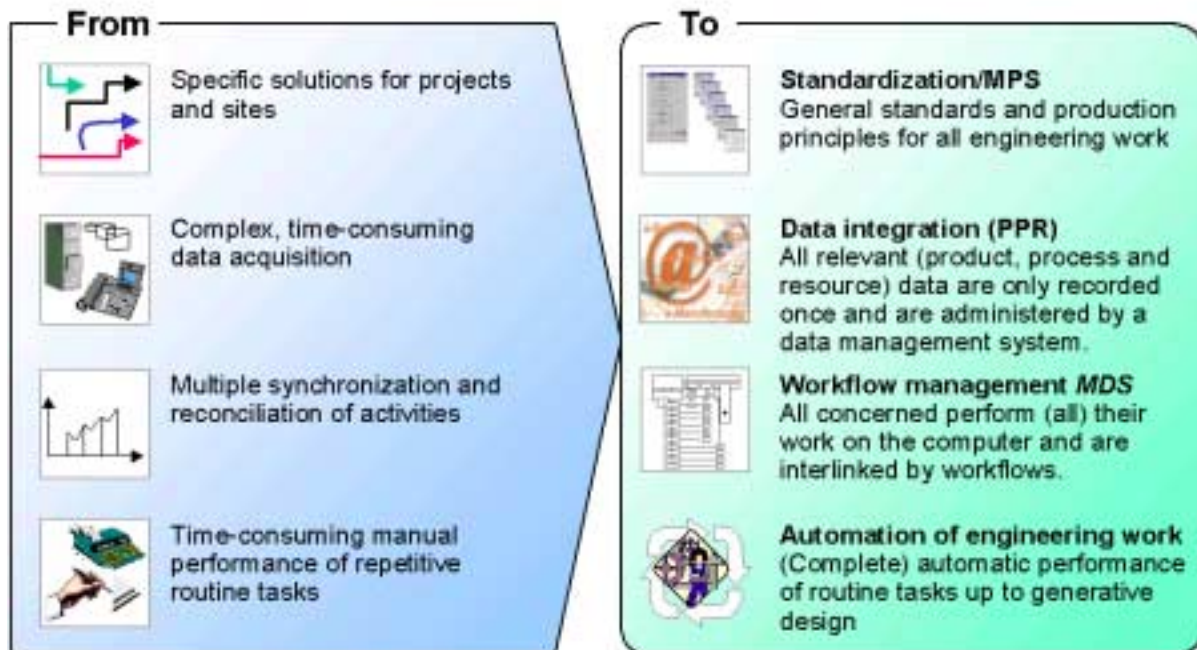 From
Specific solutions for projects
and sites
Complex, time-consuming
data acquisition
Multiple synchronization and
reconciliation of activities
Time-consuming manual
performance of repetitive
routine tasks
To
Standardization/MPS
General standards and production
principles for all engineering work
Data integration (PPR)
All relevant (product, process and
resource) data are only recorded
once and are administered by a
data management system.
Workflow management MDS
All concerned perform (all) their
work on the computer and are
interlinked by workflows.
Automation of engineering work
(Complete) automatic performance
of routine tasks up to generative
design